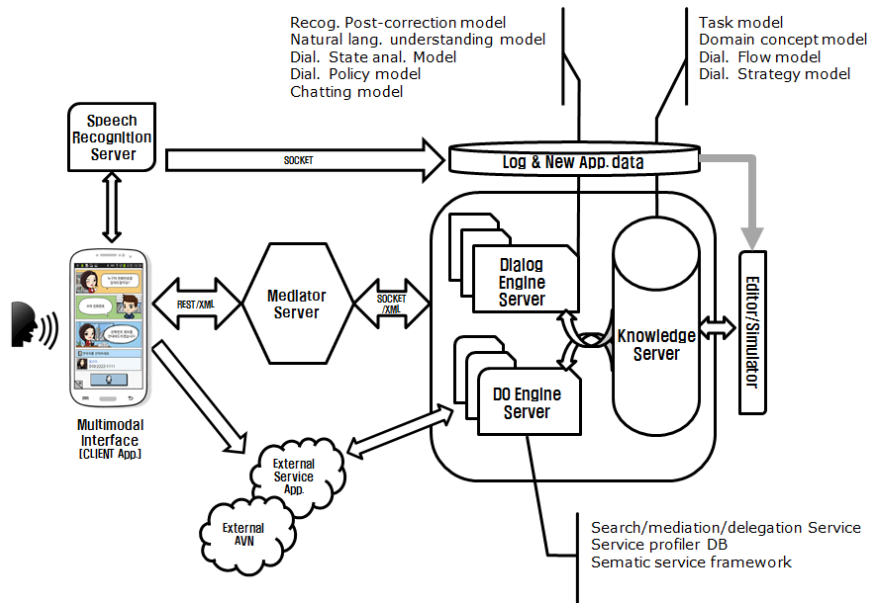 Recog. Post-correction model
Natural lang. understanding model
Dial. State anal. Model
Dial. Policy model
Chatting model
Task model
Domain concept model
Dial. Flow model
Dial. Strategy model
Speech
Recognition
Server
SOCKET
Log & New App. data
Dialog
Engine
Server
Mediator
Server
REST/XML
SOCKET
/XML
Knowledge
Server
Editor/Simulator
DO Engine
Server
Multimodal
Interface
[CLIENT App.]
External
Service
App.
External
AVN
Search/mediation/delegation Service
Service profiler DB
Sematic service framework